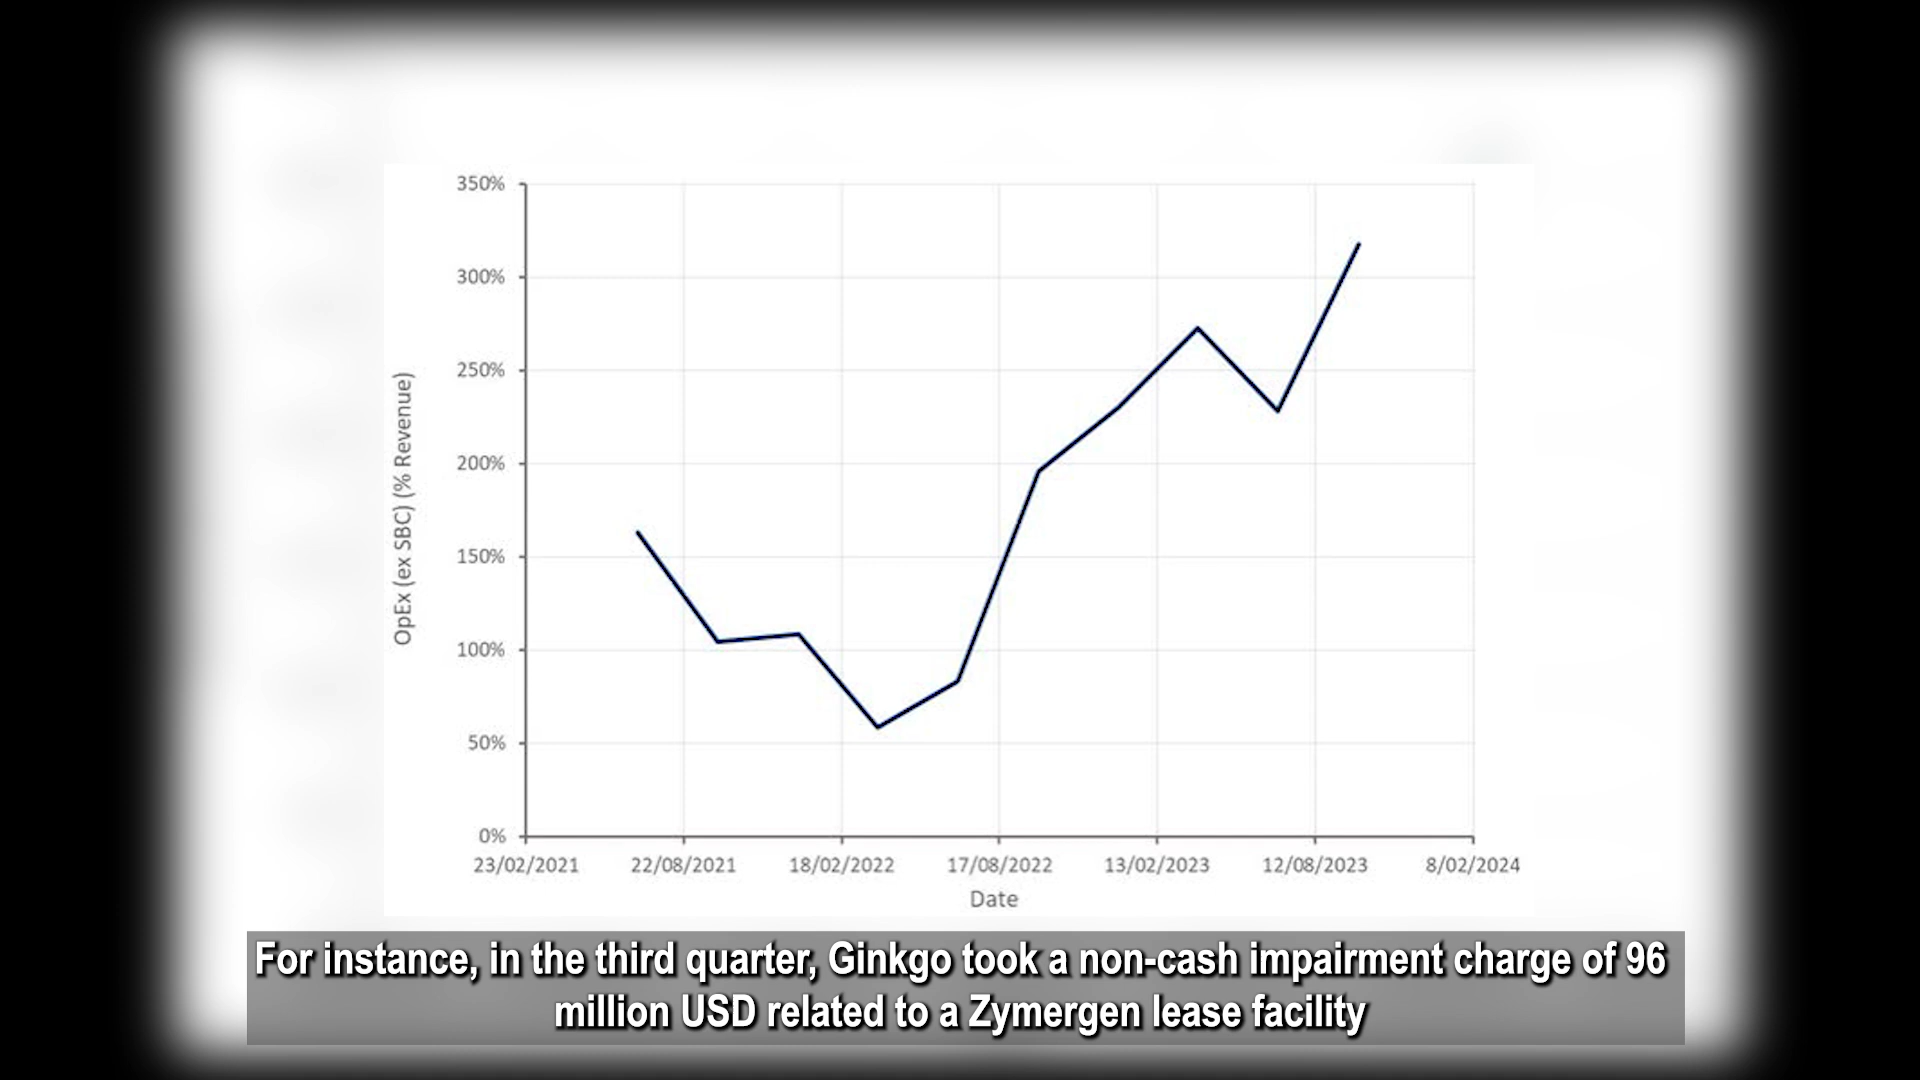 350%
300%
250%
200%
150%
100%
50%
0%
OpEx (ex SBC) (% Revenue)
23/02/2021 22/08/2021 18/02/2022 17/08/2022 13/02/2023 12/08/2023 8/02/2024
Date
For instance, in the third quarter, Ginkgo took a non-cash impairment charge of 96
million USD related to a Zymergen lease facility